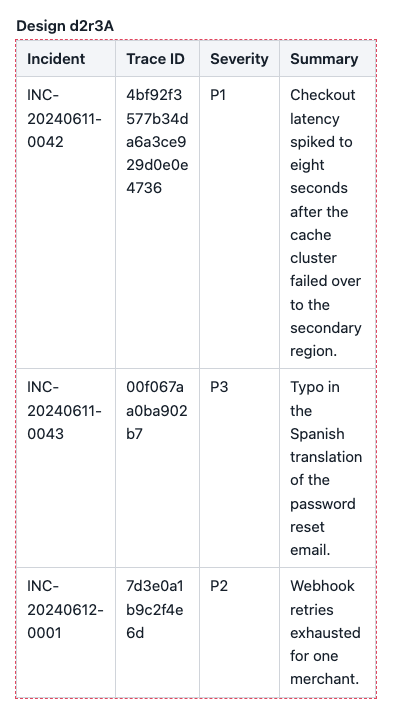 Design d2r3A
Incident Trace ID Severity Summary
INC-
20240611-
0042
4bf92f3
577b34d
a6a3ce9
29d0e0e
4736
P1
Checkout
latency
spiked to
eight
seconds
after the
cache
cluster
failed over
to the
secondary
region.
INC-
20240611-
0043
00f067a
a0ba902
b7
P3
Typo in
the
Spanish
translation
of the
password
reset
email.
INC-
20240612-
0001
7d3e0a1
b9c2f4e
6d
P2
Webhook
retries
exhausted
for one
merchant.